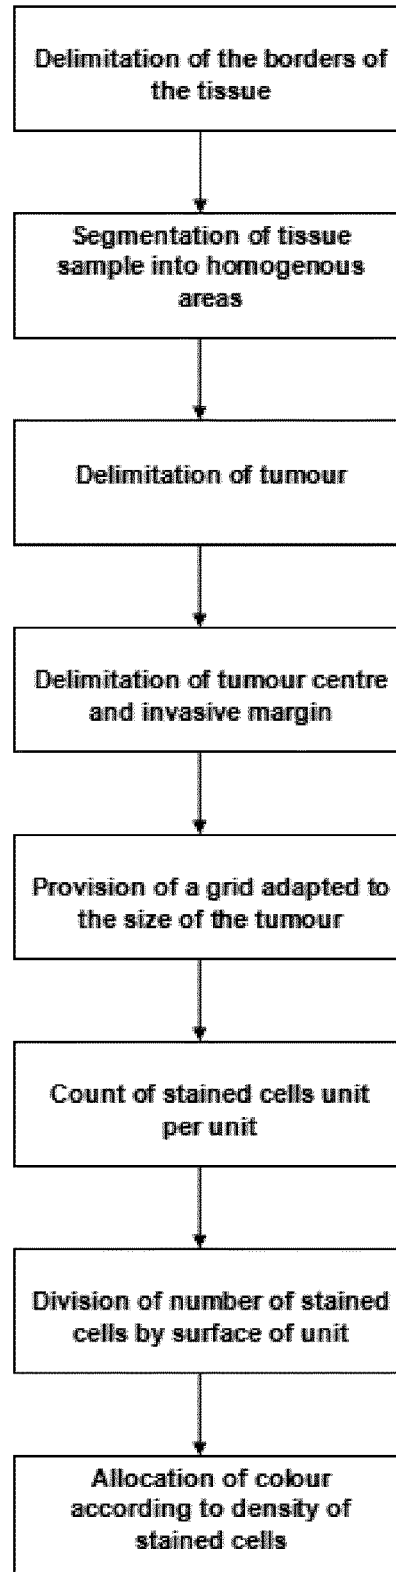 Delimitation of the borders of
the tissue
Segmentation of tissue
sample into homogenous
areas
Delimitation of tumour
Delimitation of tumour centre
and invasive margin
Provision of a grid adapted to
the size of the tumour
Count of stained cells unit
per unit
Division of number of stained
cells by surface of unit
Allocation of colour
according to density of
stained cells